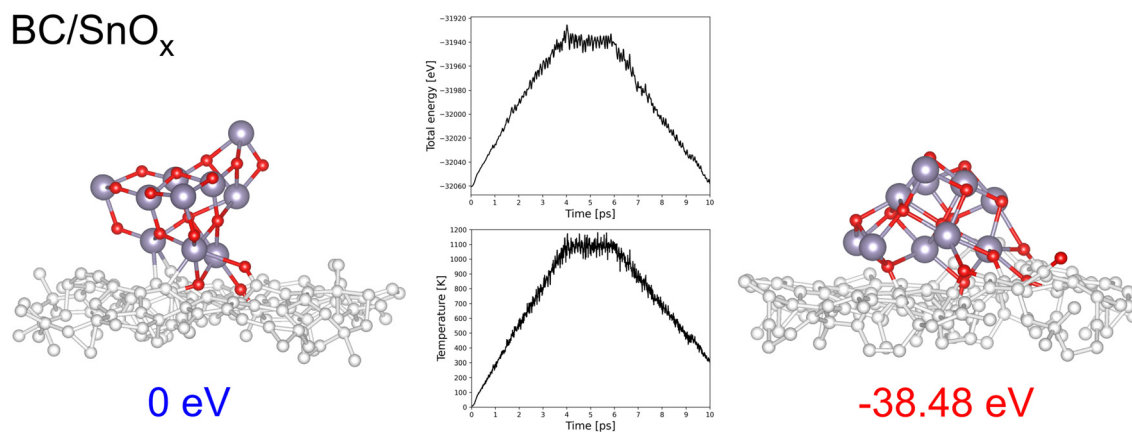 BC/SnOx
−31920
−31940
−31960
−31980
−32000
−32020
−32040
−32060
Total energy [eV]
0 1 2 3 4 5 6 7 8 9 10
Time [ps]
1200
1100
1000
900
800
700
600
500
400
300
200
100
0
Temperature [K]
0 1 2 3 4 5 6 7 8 9 10
Time [ps]
0 eV
-38.48 eV